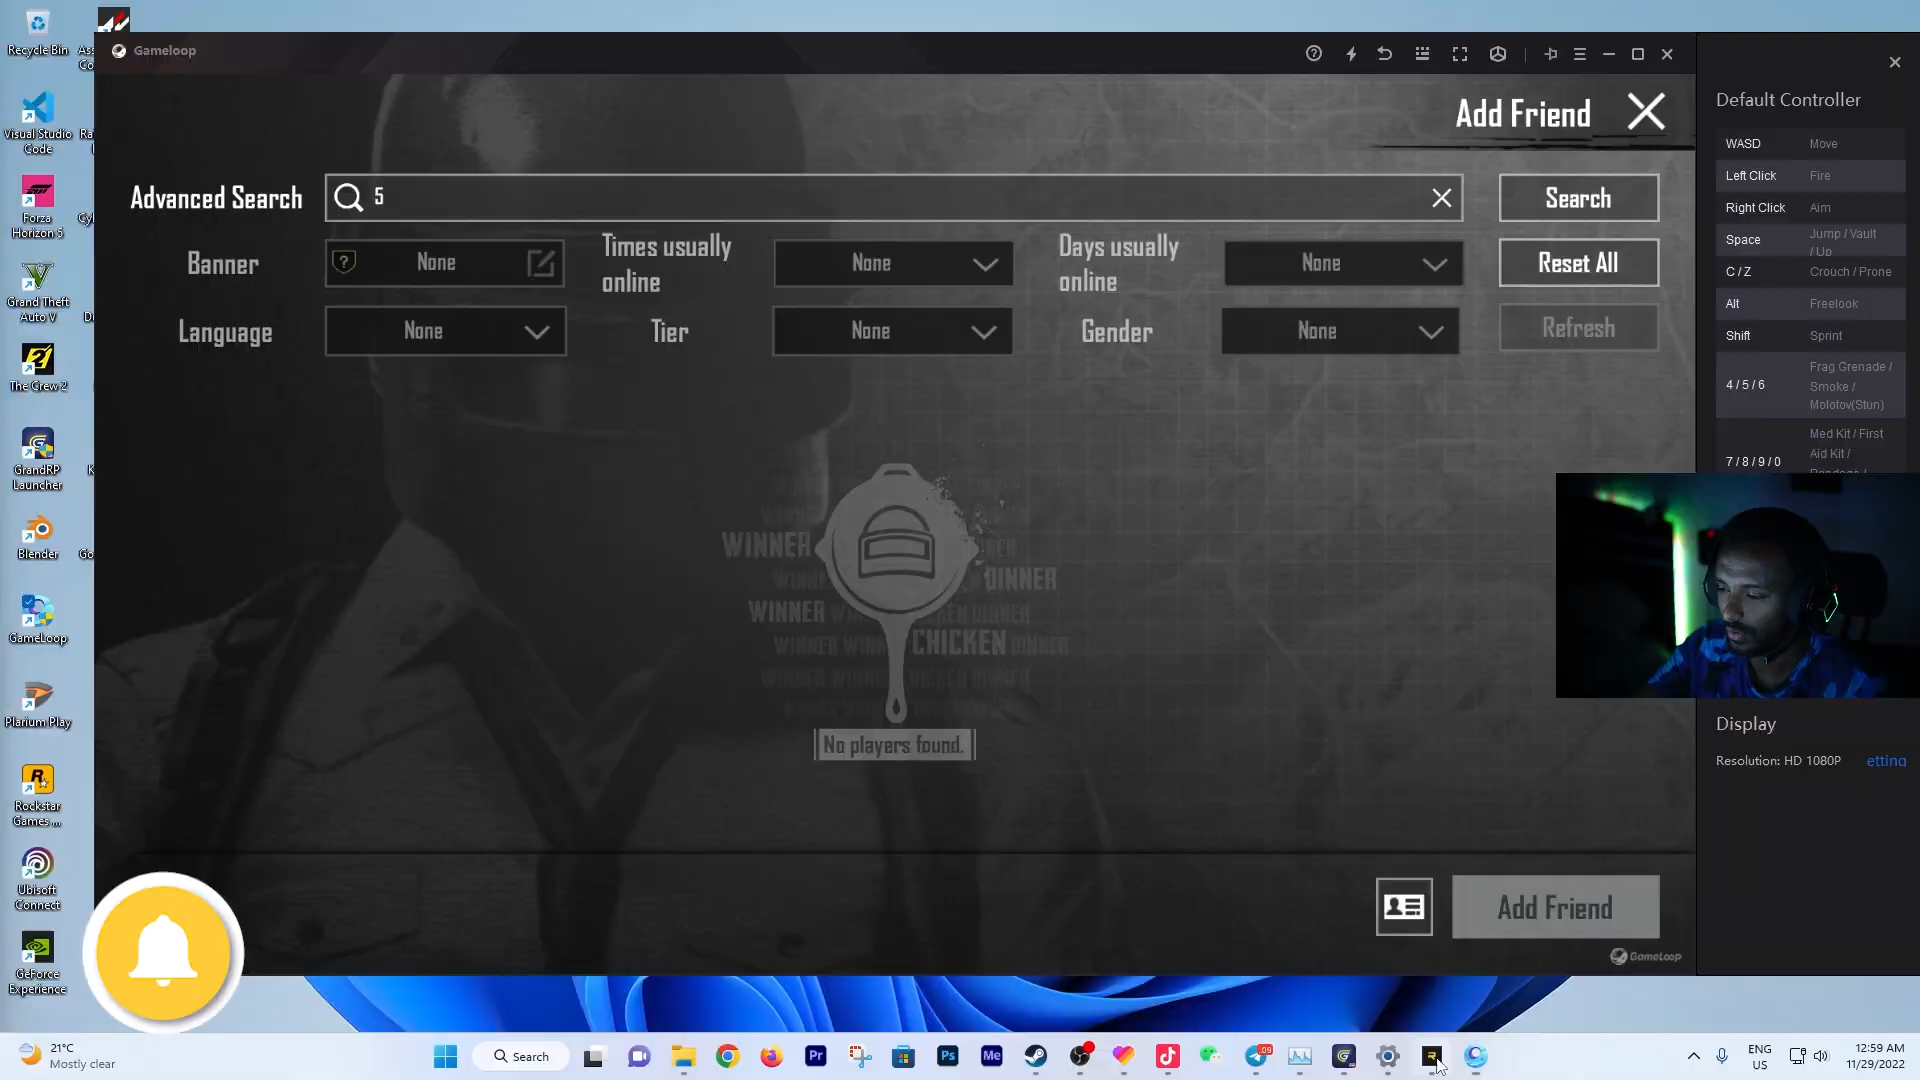 Recycle Bin
Visual Studio
Code
Forza
Horizon 5
Grand Theft
Auto V
The Crew 2
GrandRP
Launcher
Blender
GameLoop
Plarium Play
Rockstar
Games ...
Ubisoft
Connect
GeForce
Experience
Gameloop
Add Friend
Advanced Search
5
Search
Banner
None
Times usually
online
None
Days usually
online
None
Reset All
Language
None
Tier
None
Gender
None
Refresh
WINNER
DINNER
WINNER
CHICKEN DINNER
No players found.
Add Friend
GameLoop
Default Controller
WASD Move
Left Click Fire
Right Click Aim
Space Jump / Vault
/ Up
C / Z Crouch / Prone
Alt Freelook
Shift Sprint
4 / 5 / 6 Frag Grenade /
Smoke /
Molotov(Stun)
7 / 8 / 9 / 0 Med Kit / First
Aid Kit /
Display
Resolution: HD 1080P etting
21°C
Mostly clear
Search
Pr
Ps
Me
.09
ENG
US
12:59 AM
11/29/2022